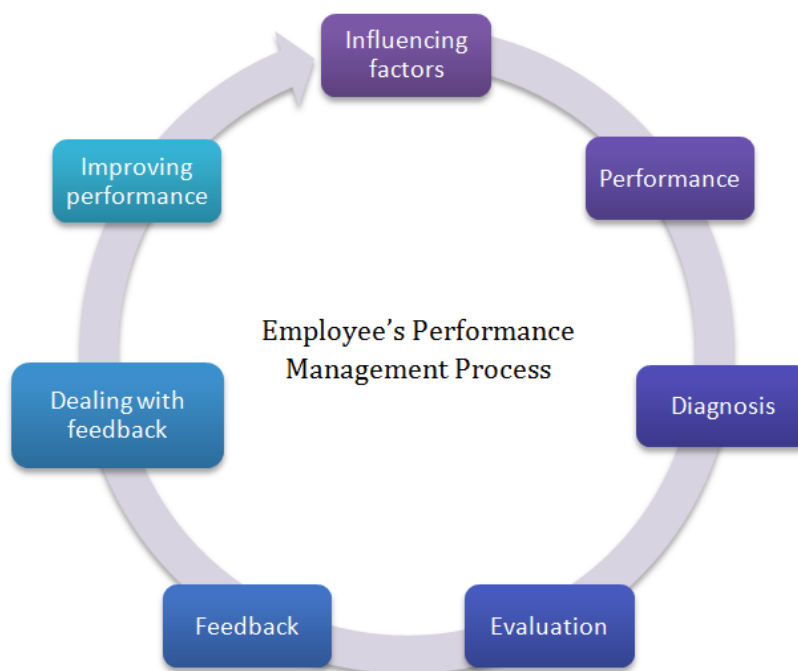 Influencing
factors
Performance
Diagnosis
Evaluation
Feedback
Dealing with
feedback
Improving
performance
Employee’s Performance
Management Process